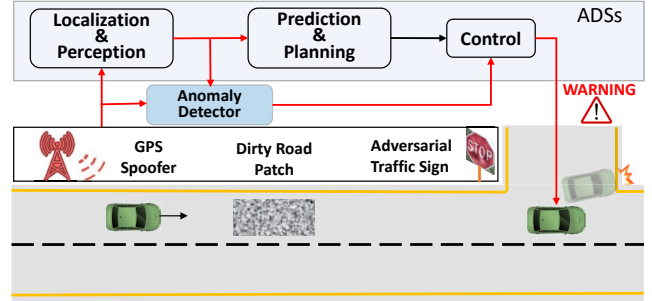 ADSs
Localization
&
Perception
Prediction
&
Planning
Control
Anomaly
Detector
WARNING
!
GPS
Spoofer
Dirty Road
Patch
Adversarial
Traffic Sign
STOP